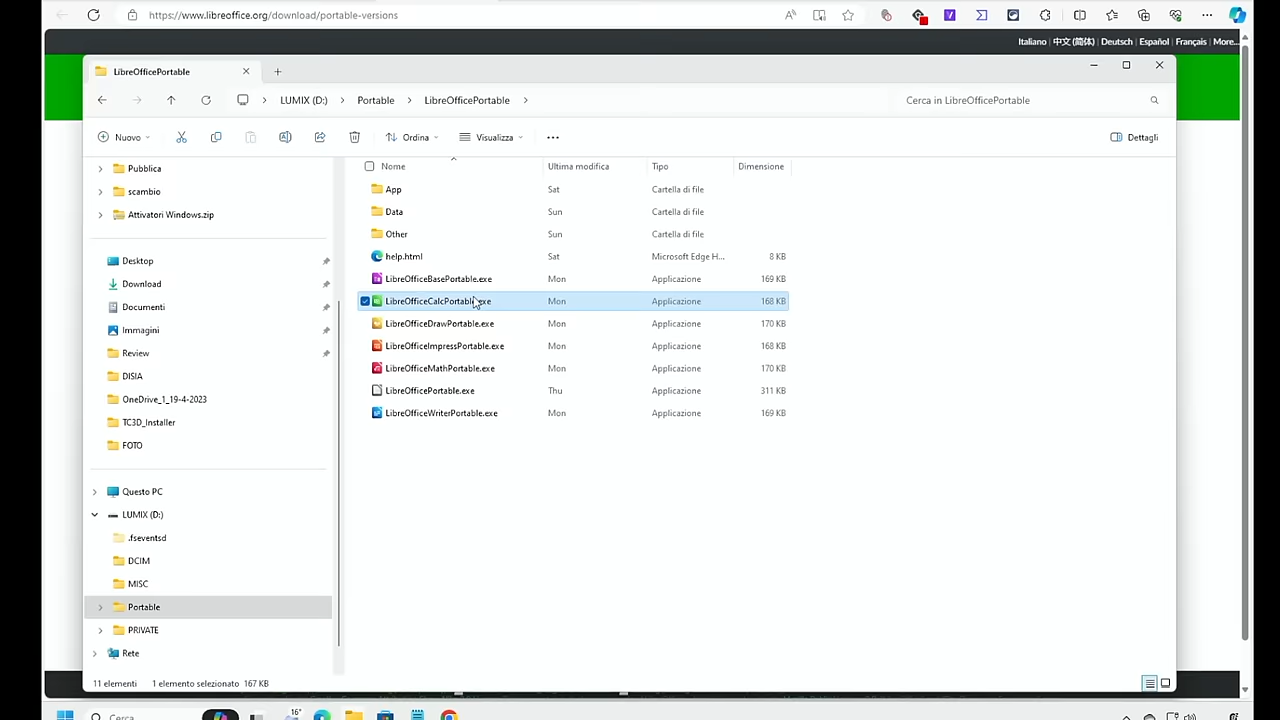 https://www.libreoffice.org/download/portable-versions
Italiano | 中文 (简体) | Deutsch | Español | Français | More...
LibreOfficePortable
LUMIX (D:) > Portable > LibreOfficePortable >
Cerca in LibreOfficePortable
Nuovo
Ordina
Visualizza
Dettagli
Pubblica
scambio
Attivatori Windows.zip
Desktop
Download
Documenti
Immagini
Review
DISIA
OneDrive_1_19-4-2023
TC3D_Installer
FOTO
Questo PC
LUMIX (D:)
.fseventsd
DCIM
MISC
Portable
PRIVATE
Rete
Nome Ultima modifica Tipo Dimensione
App Sat Cartella di file
Data Sun Cartella di file
Other Sun Cartella di file
help.html Sat Microsoft Edge H... 8 KB
LibreOfficeBasePortable.exe Mon Applicazione 169 KB
LibreOfficeCalcPortable.exe Mon Applicazione 168 KB
LibreOfficeDrawPortable.exe Mon Applicazione 170 KB
LibreOfficeImpressPortable.exe Mon Applicazione 168 KB
LibreOfficeMathPortable.exe Mon Applicazione 170 KB
LibreOfficePortable.exe Thu Applicazione 311 KB
LibreOfficeWriterPortable.exe Mon Applicazione 169 KB
11 elementi 1 elemento selezionato 167 KB
Cerca
16°